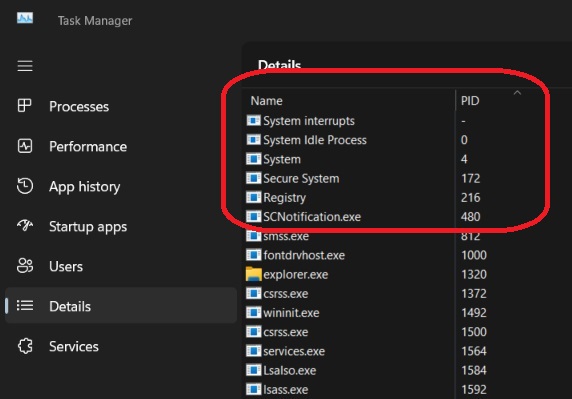 Task Manager
Processes
Performance
App history
Startup apps
Users
Details
Services
Details
Name PID
System interrupts -
System Idle Process 0
System 4
Secure System 172
Registry 216
SCNotification.exe 480
smss.exe 812
fontdrvhost.exe 1000
explorer.exe 1320
csrss.exe 1372
wininit.exe 1492
csrss.exe 1500
services.exe 1564
LsaIso.exe 1584
lsass.exe 1592